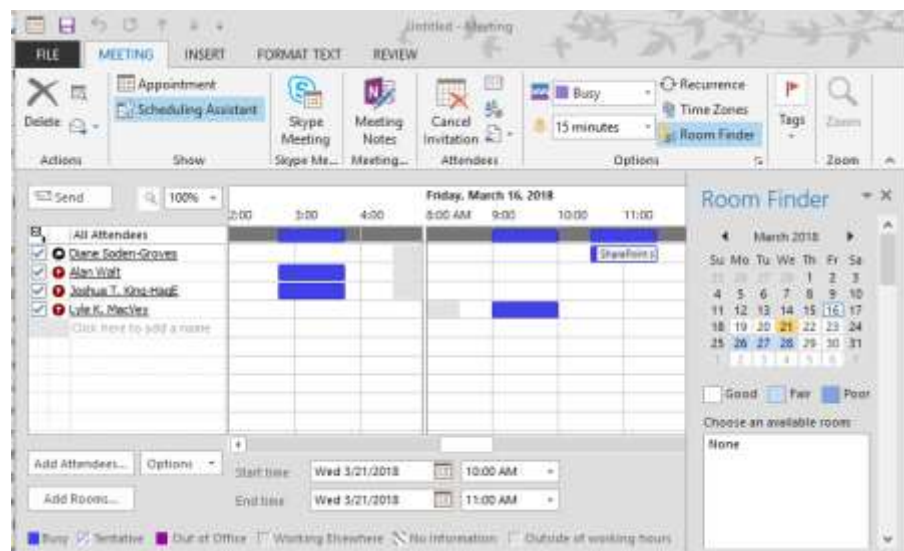 Untitled - Meeting
FILE MEETING INSERT FORMAT TEXT REVIEW
Delete
Actions
Appointment
Scheduling Assistant
Show
Skype Meeting
Skype Me...
Meeting Notes
Meeting...
Cancel Invitation
Attendees
Busy
15 minutes
Recurrence
Time Zones
Room Finder
Options
Tags
Zoom
Zoom
Send 100%
Friday, March 16, 2018
2:00 3:00 4:00 8:00 AM 9:00 10:00 11:00
All Attendees
Diane Soden-Groves
SharePoint
Alan Walt
Joshua T. King-HagE
Lyle K. MacVes
Click here to add a name
Add Attendees... Options
Add Rooms...
Start time Wed 3/21/2018 10:00 AM
End time Wed 3/21/2018 11:00 AM
Busy Tentative Out of Office Working Elsewhere No Information Outside of working hours
Room Finder
March 2018
Su Mo Tu We Th Fr Sa
25 26 27 28 1 2 3
4 5 6 7 8 9 10
11 12 13 14 15 16 17
18 19 20 21 22 23 24
25 26 27 28 29 30 31
1 2 3 4 5 6 7
Good Fair Poor
Choose an available room
None